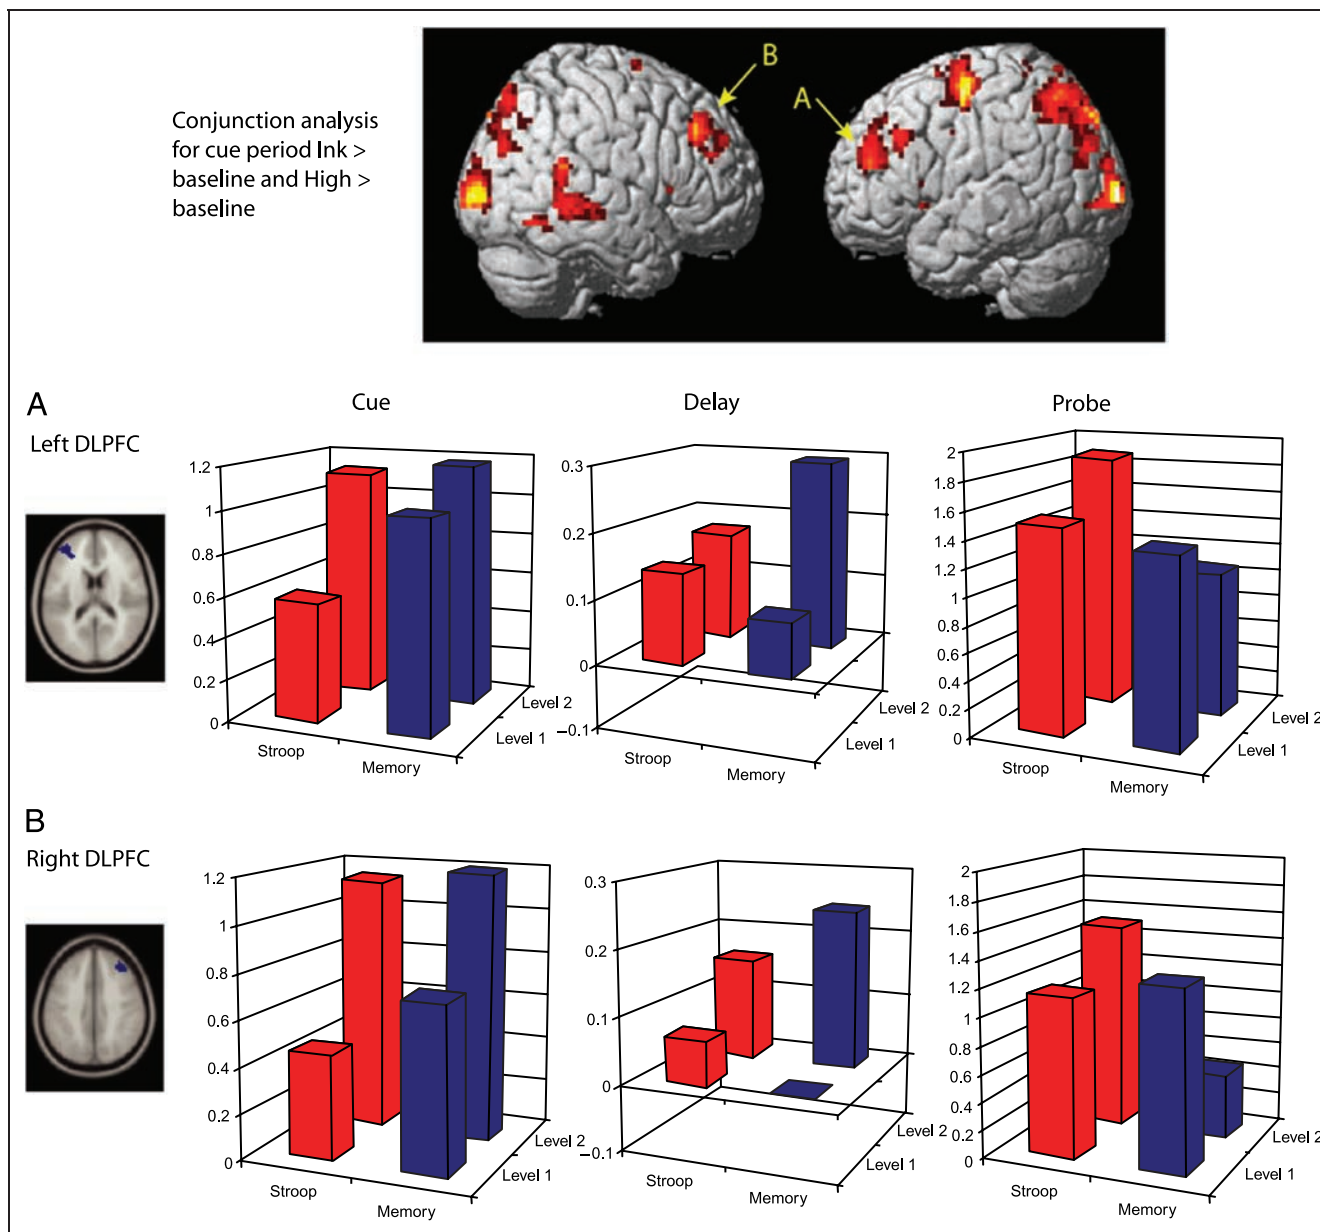 Conjunction analysis
for cue period Ink >
baseline and High >
baseline
B
A
A
Left DLPFC
Cue
Delay
Probe
1.2
1
0.8
0.6
0.4
0.2
0
Stroop
Memory
Level 1
Level 2
0.3
0.2
0.1
0
−0.1
Stroop
Memory
Level 1
Level 2
2
1.8
1.6
1.4
1.2
1
0.8
0.6
0.4
0.2
0
Stroop
Memory
Level 1
Level 2
B
Right DLPFC
1.2
1
0.8
0.6
0.4
0.2
0
Stroop
Memory
Level 1
Level 2
0.3
0.2
0.1
0
−0.1
Stroop
Memory
Level 1
Level 2
2
1.8
1.6
1.4
1.2
1
0.8
0.6
0.4
0.2
0
Stroop
Memory
Level 1
Level 2